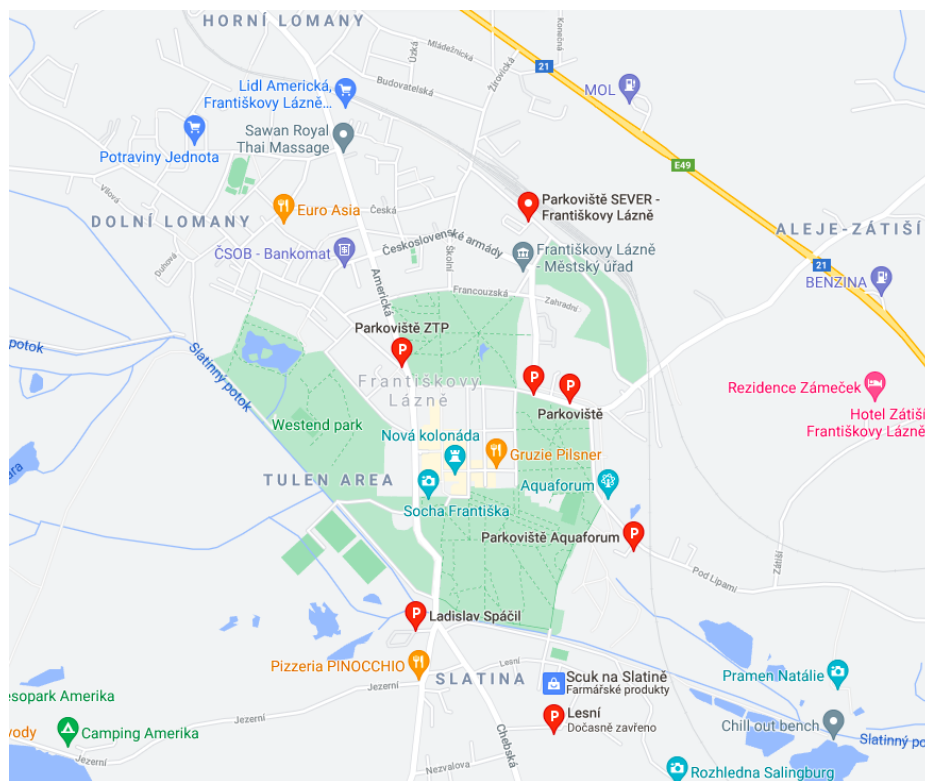 HORNÍ LOMANY
Úzká
Mládežnická
Konečná
Žirovická
21
Budovatelská
MOL
Lidl Americká,
Františkovy Lázně…
Sawan Royal
Thai Massage
Potraviny Jednota
E49
Vilová
Parkoviště SEVER -
Františkovy Lázně
Euro Asia
Česká
DOLNÍ LOMANY
ALEJE-ZÁTIŠÍ
Československé armády
Školní
Františkovy Lázně
- Městský úřad
ČSOB - Bankomat
Duhová
21
BENZINA
Americká
Francouzská
Zahradní
Parkoviště ZTP
potok
Slatinný potok
Františkovy
Lázně
Rezidence Zámeček
Parkoviště
Hotel Zátiší
Františkovy Lázně
Westend park
Nová kolonáda
Gruzie Pilsner
TULEN AREA
Aquaforum
Socha Františka
Parkoviště Aquaforum
Pod Lipami
Zátiší
Ladislav Spáčil
Pizzeria PINOCCHIO
Lesní
SLATINA
Scuk na Slatině
Farmářské produkty
Pramen Natálie
Jezerní
esopark Amerika
Lesní
Dočasně zavřeno
Chill out bench
vody
Camping Amerika
Chebská
Slatinný potok
Jezerní
Nezvalova
Rozhledna Salingburg